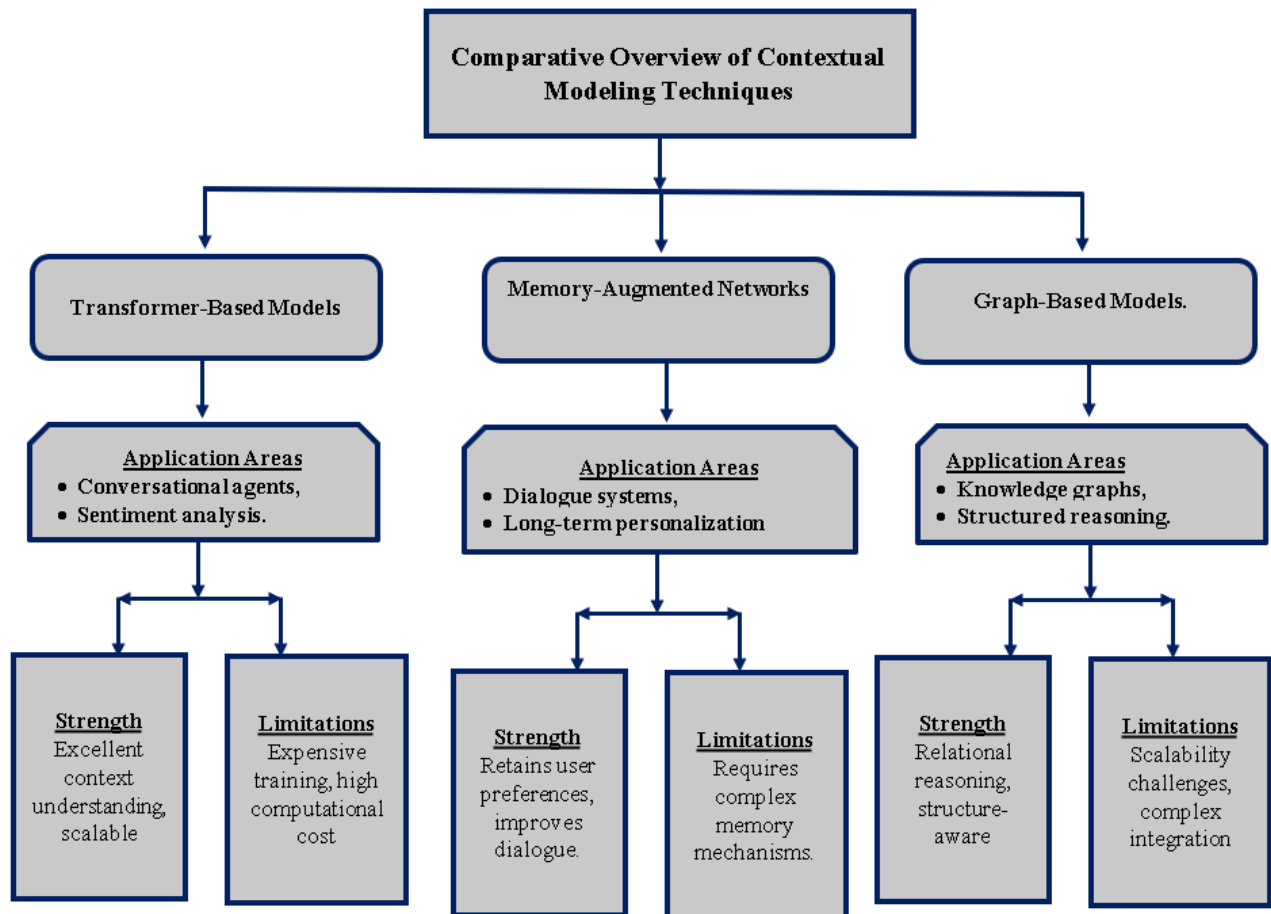 Comparative Overview of Contextual
Modeling Techniques
Transformer-Based Models
Memory-Augmented Networks
Graph-Based Models.
Application Areas
• Conversational agents,
• Sentiment analysis.
Application Areas
• Dialogue systems,
• Long-term personalization
Application Areas
• Knowledge graphs,
• Structured reasoning.
Strength
Excellent
context
understanding,
scalable
Limitations
Expensive
training, high
computational
cost
Strength
Retains user
preferences,
improves
dialogue.
Limitations
Requires
complex
memory
mechanisms.
Strength
Relational
reasoning,
structure-
aware
Limitations
Scalability
challenges,
complex
integration